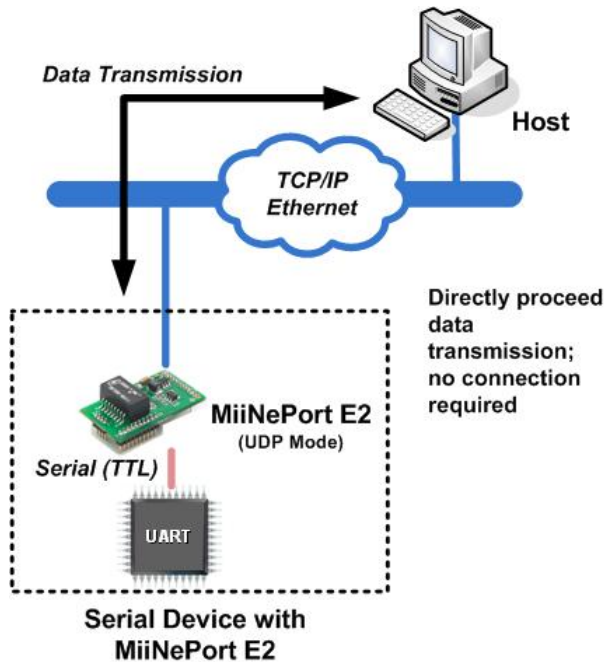 Data Transmission
Host
TCP/IP
Ethernet
Directly proceed
data
transmission;
no connection
required
MiiNePort E2
(UDP Mode)
Serial (TTL)
UART
Serial Device with
MiiNePort E2